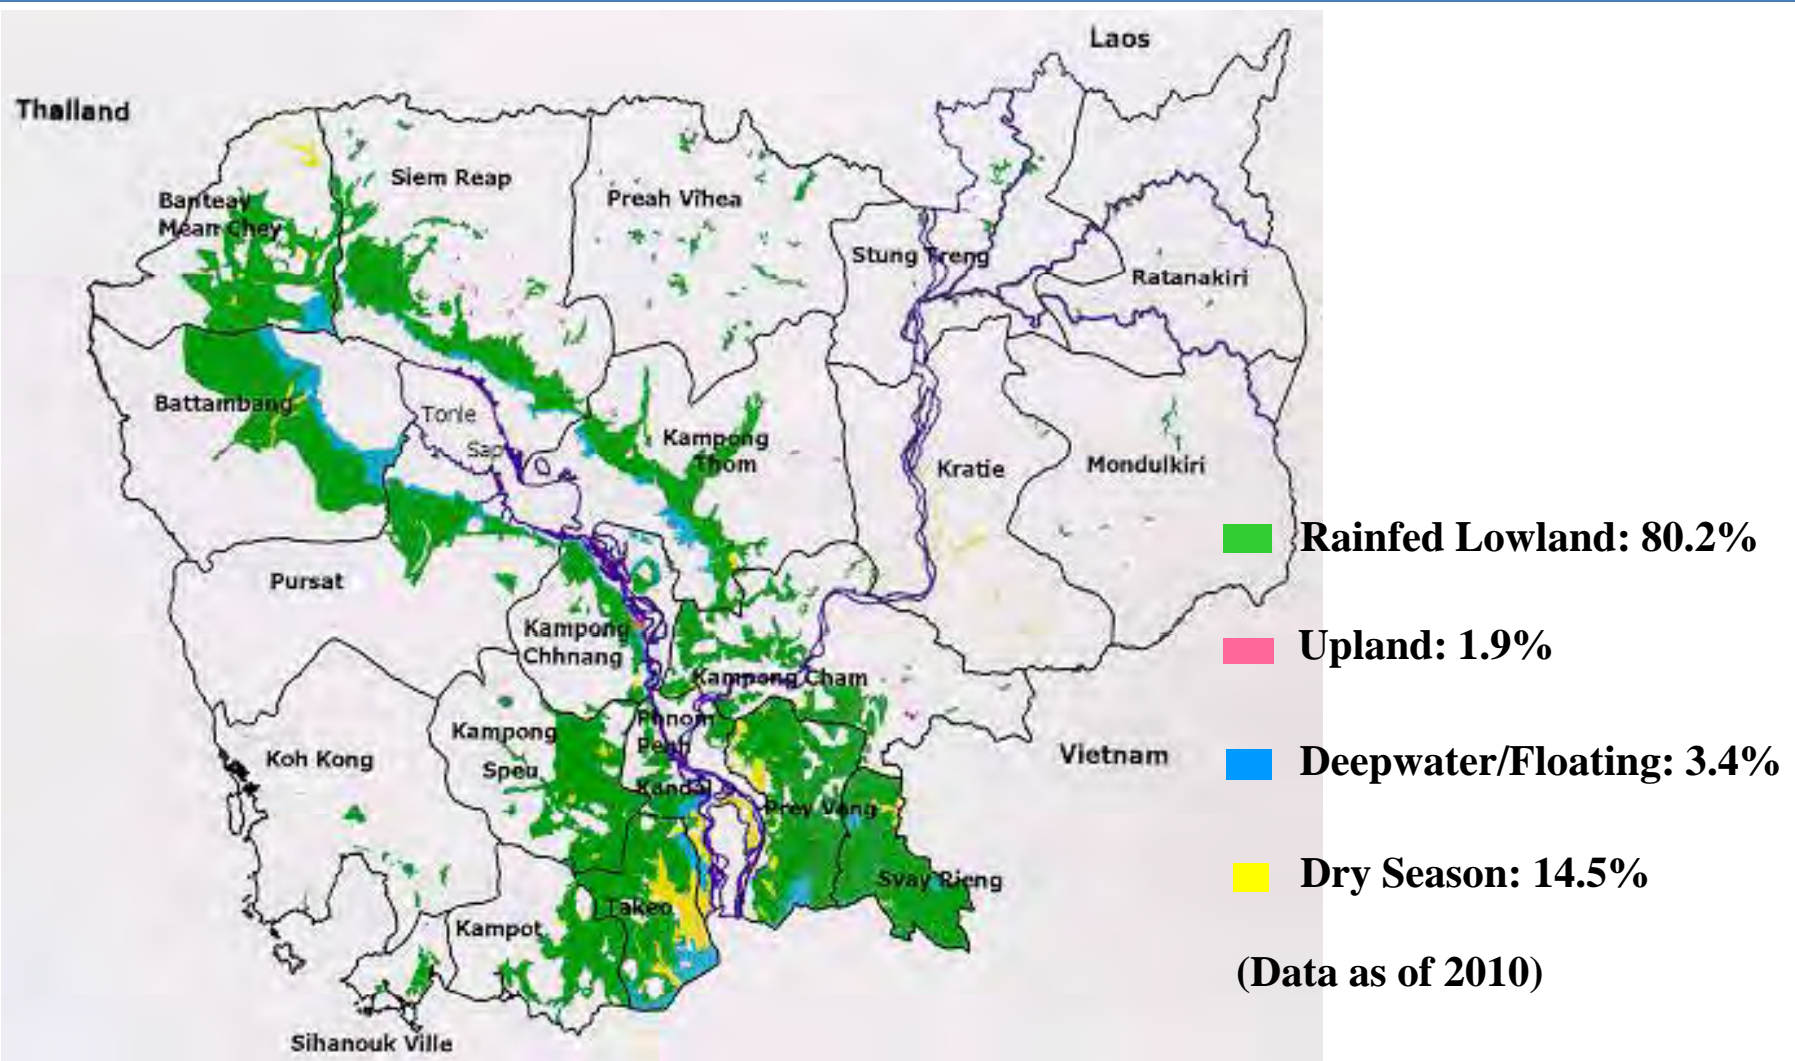 Laos
Thailand
Siem Reap
Banteay
Mean Chey
Preah Vihea
Stung Treng
Ratanakiri
Battambang
Tonle
Sap
Kampong
Thom
Kratie
Mondulkiri
Rainfed Lowland: 80.2%
Pursat
Kampong
Chhnang
Upland: 1.9%
Kampong Cham
Phnom
Penh
Kampong
Speu
Koh Kong
Vietnam
Deepwater/Floating: 3.4%
Kandal
Prey Veng
Dry Season: 14.5%
Svay Rieng
Takeo
Kampot
(Data as of 2010)
Sihanouk Ville